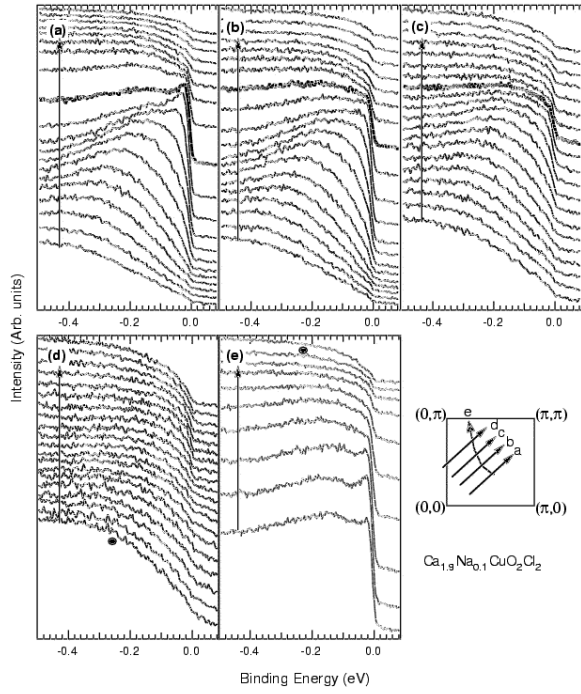 (a)
(b)
(c)
-0.4 -0.2 0.0
-0.4 -0.2 0.0
-0.4 -0.2 0.0
Intensity (Arb. units)
(d)
(e)
-0.4 -0.2 0.0
-0.4 -0.2 0.0
Binding Energy (eV)
(0,π)
(π,π)
e
d
c
b
a
(0,0)
(π,0)
Ca1.9Na0.1CuO2Cl2